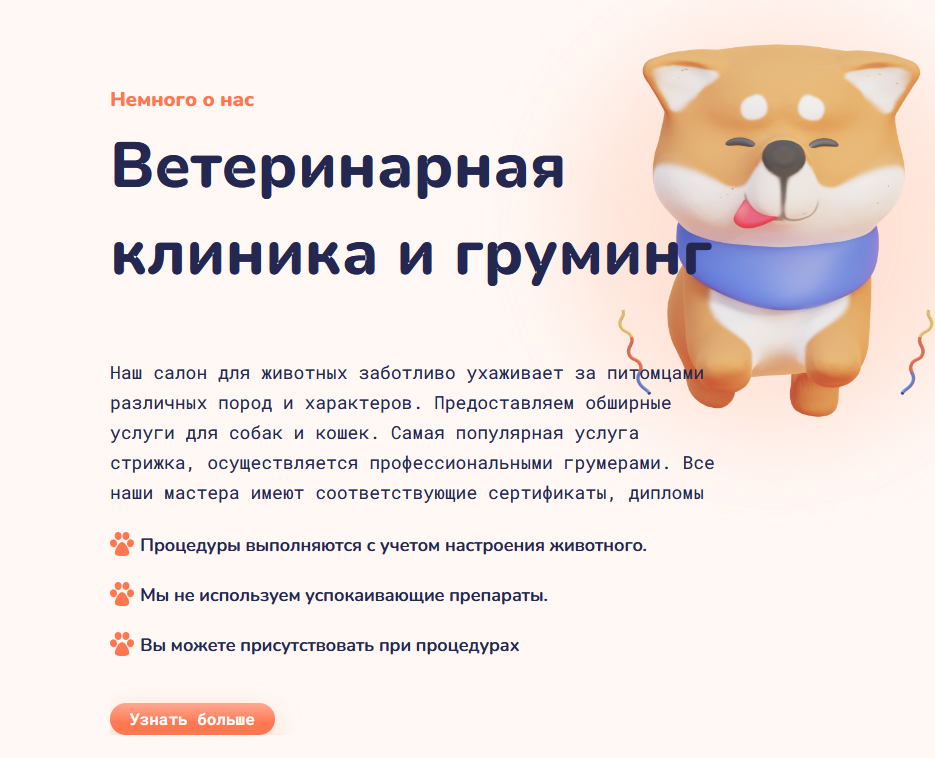 Немного о нас
Ветеринарная
клиника и груминг
Наш салон для животных заботливо ухаживает за питомцами
различных пород и характеров. Предоставляем обширные
услуги для собак и кошек. Самая популярная услуга
стрижка, осуществляется профессиональными грумерами. Все
наши мастера имеют соответствующие сертификаты, дипломы
Процедуры выполняются с учетом настроения животного.
Мы не используем успокаивающие препараты.
Вы можете присутствовать при процедурах
Узнать больше